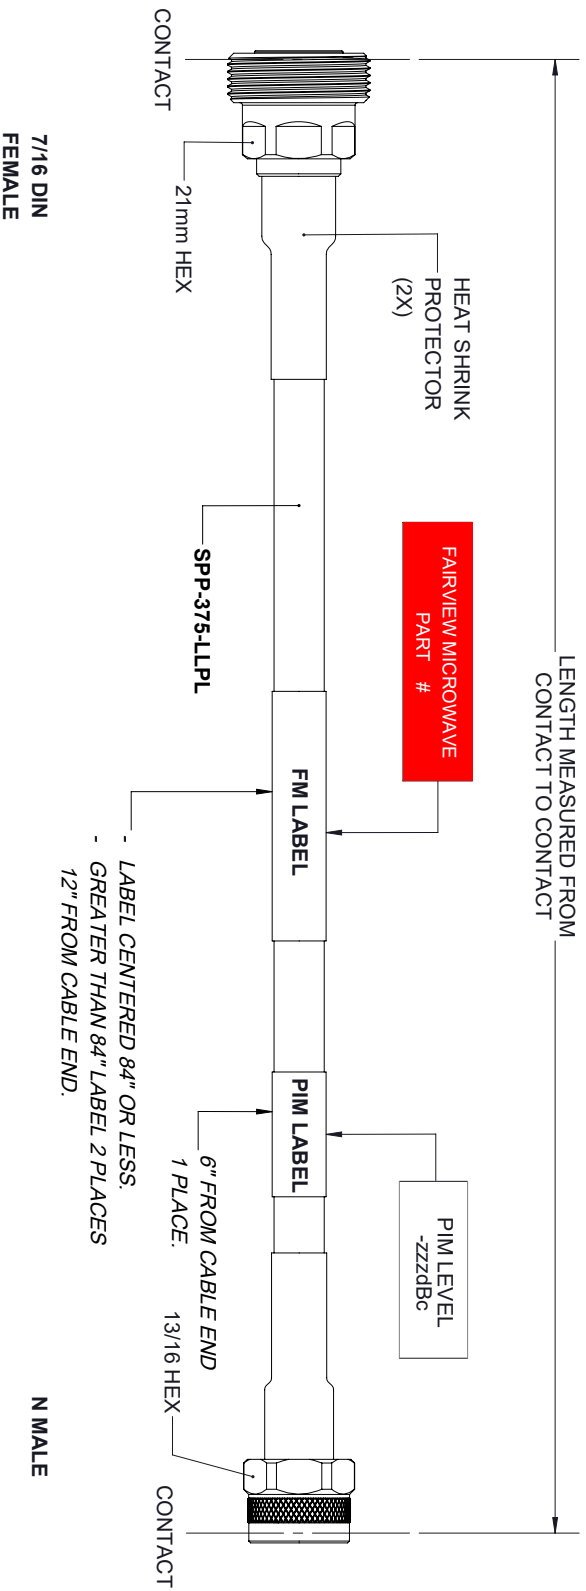 LENGTH MEASURED FROM
CONTACT TO CONTACT
HEAT SHRINK
PROTECTOR
(2X)
FAIRVIEW MICROWAVE
PART #
PIM LEVEL
-zzzdBc
FM LABEL
PIM LABEL
SPP-375-LLPL
CONTACT
21mm HEX
6" FROM CABLE END
1 PLACE.
13/16 HEX
CONTACT
- LABEL CENTERED 84" OR LESS.
- GREATER THAN 84" LABEL 2 PLACES
12" FROM CABLE END.
7/16 DIN
FEMALE
N MALE